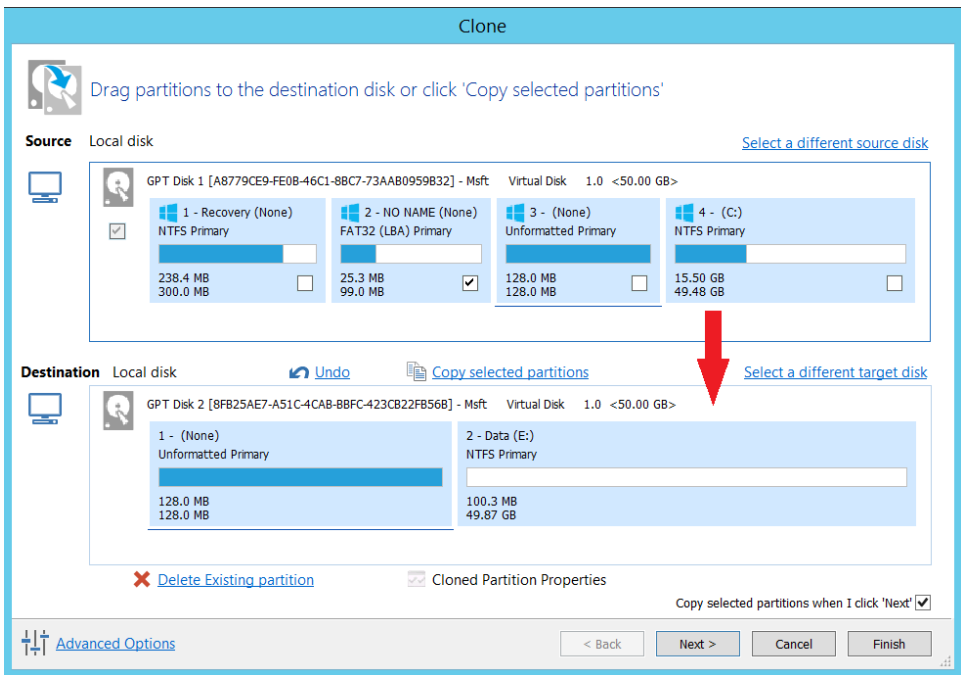 Clone
Drag partitions to the destination disk or click 'Copy selected partitions'
Source Local disk Select a different source disk
GPT Disk 1 [A8779CE9-FE0B-46C1-8BC7-73AAB0959B32] - Msft Virtual Disk 1.0 <50.00 GB>
1 - Recovery (None)
NTFS Primary
238.4 MB
300.0 MB
2 - NO NAME (None)
FAT32 (LBA) Primary
25.3 MB
99.0 MB
3 - (None)
Unformatted Primary
128.0 MB
128.0 MB
4 - (C:)
NTFS Primary
15.50 GB
49.48 GB
Destination Local disk Undo Copy selected partitions Select a different target disk
GPT Disk 2 [8FB25AE7-A51C-4CAB-BBFC-423CB22FB56B] - Msft Virtual Disk 1.0 <50.00 GB>
1 - (None)
Unformatted Primary
128.0 MB
128.0 MB
2 - Data (E:)
NTFS Primary
100.3 MB
49.87 GB
Delete Existing partition Cloned Partition Properties
Copy selected partitions when I click 'Next'
Advanced Options < Back Next > Cancel Finish